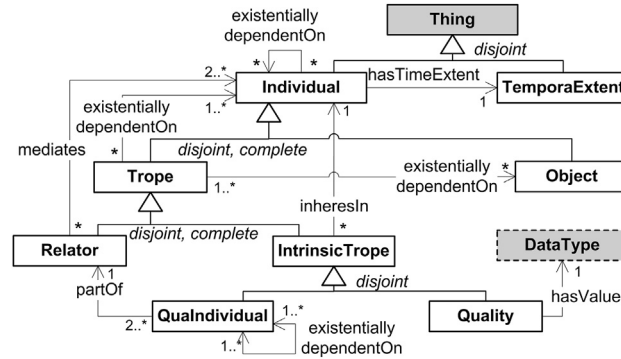 Thing
existentially
dependentOn
disjoint
* *
2..*
Individual
hasTimeExtent
1
TemporaExtent
existentially
dependentOn
1..*
1
mediates
*
disjoint, complete
Trope
1..*
existentially
dependentOn
*
Object
inheresIn
*
disjoint, complete
*
Relator
IntrinsicTrope
DataType
1
partOf
1
disjoint
hasValue
2..*
QuaIndividual
1..*
1..*
existentially
dependentOn
Quality